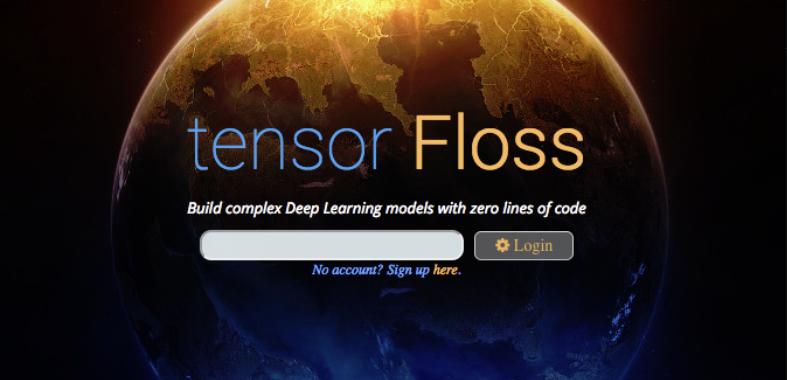 tensor Floss
Build complex Deep Learning models with zero lines of code
Login
No account? Sign up here.